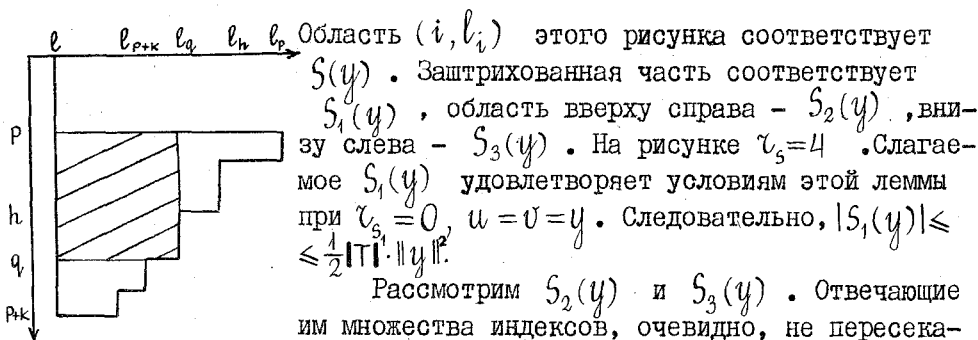 l l_{p+k} l_q l_h l_p
p
h
q
p+k
Область (i, l_i) этого рисунка соответствует
S(y) . Заштрихованная часть соответствует
S_1(y) , область вверху справа – S_2(y) ,вни-
зу слева – S_3(y) . На рисунке τ_s=4 .Слагае-
мое S_1(y) удовлетворяет условиям этой леммы
при τ_s = 0, u = v = y . Следовательно, |S_1(y)| ≤
≤ 1/2 |T|^1 · ‖y‖^2.
Рассмотрим S_2(y) и S_3(y) . Отвечающие
им множества индексов, очевидно, не пересека-